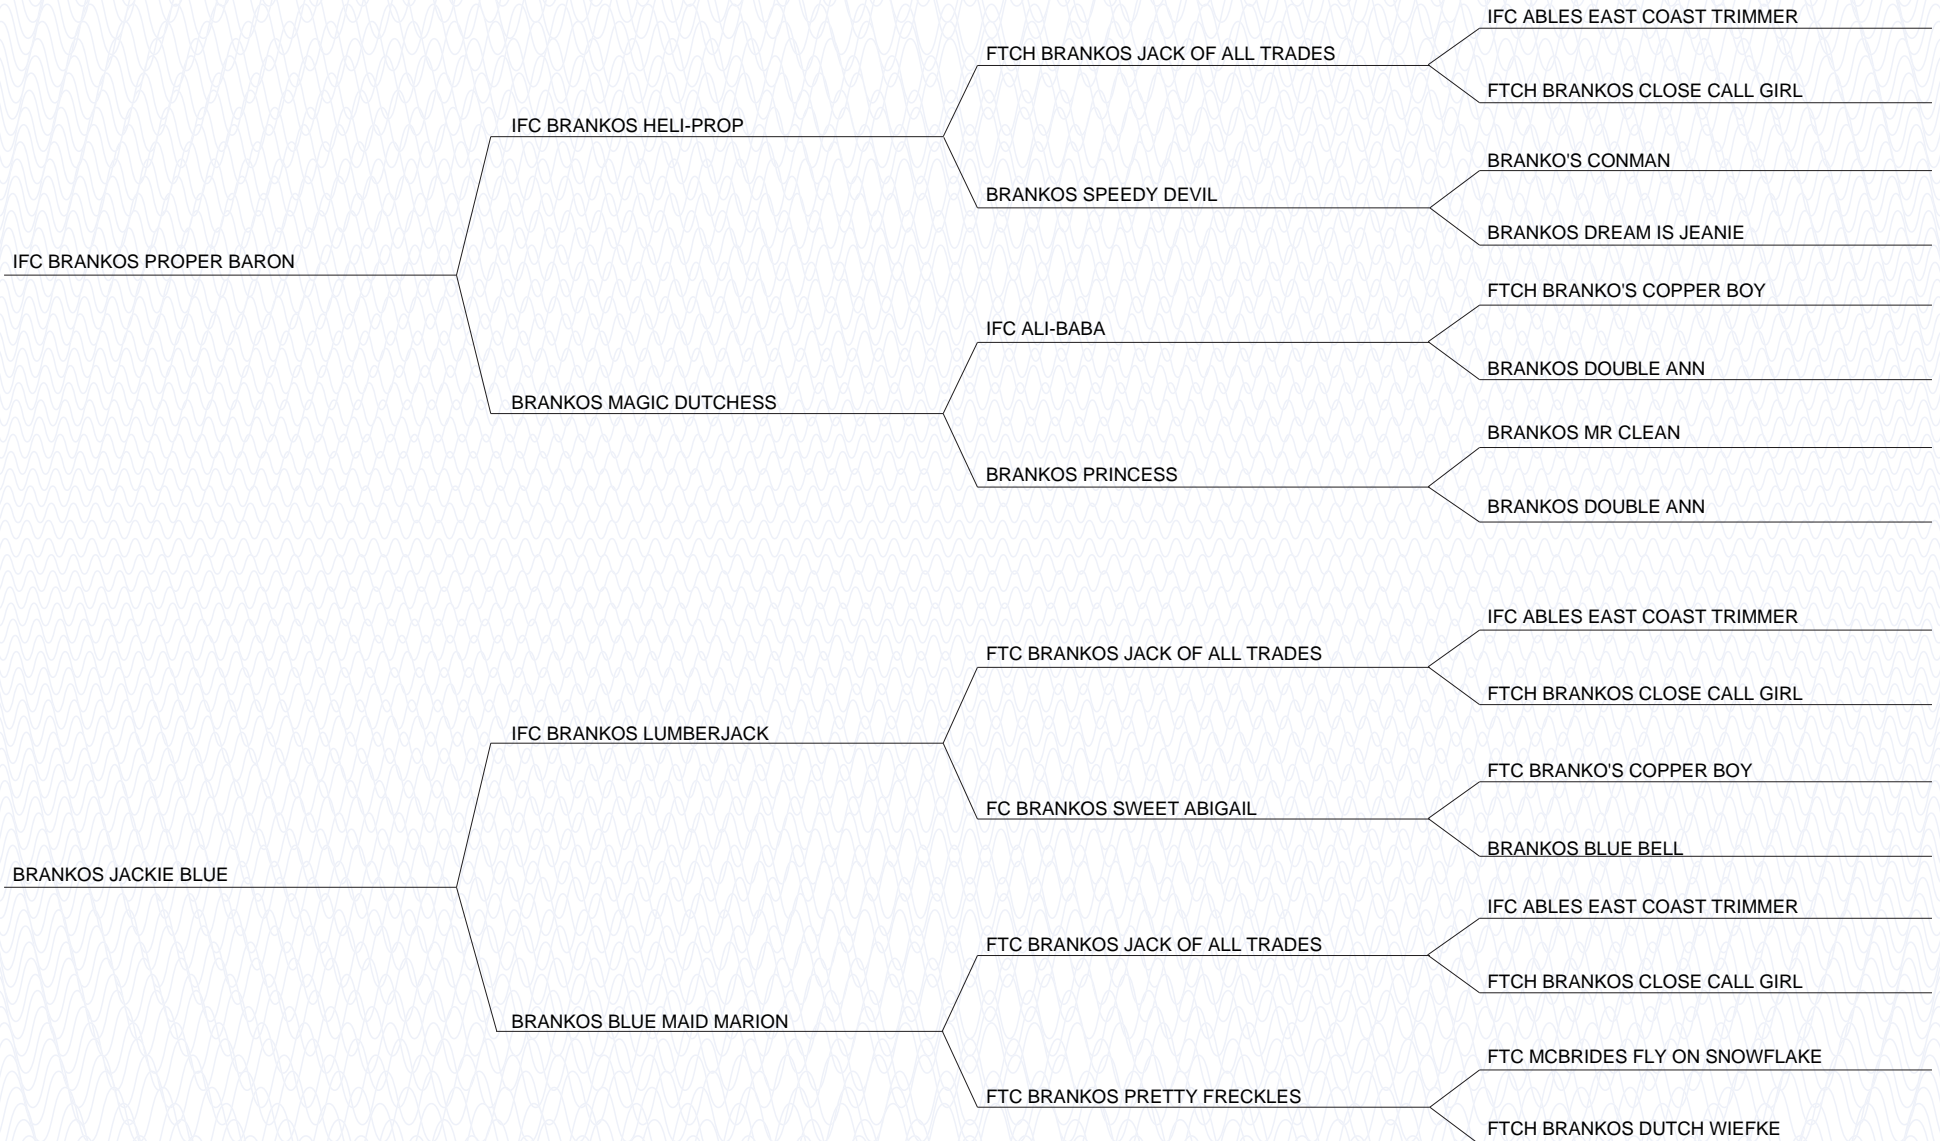 IFC ABLES EAST COAST TRIMMER
FTCH BRANKOS JACK OF ALL TRADES
FTCH BRANKOS CLOSE CALL GIRL
IFC BRANKOS HELI-PROP
BRANKO'S CONMAN
BRANKOS SPEEDY DEVIL
BRANKOS DREAM IS JEANIE
IFC BRANKOS PROPER BARON
FTCH BRANKO'S COPPER BOY
IFC ALI-BABA
BRANKOS DOUBLE ANN
BRANKOS MAGIC DUTCHESS
BRANKOS MR CLEAN
BRANKOS PRINCESS
BRANKOS DOUBLE ANN
IFC ABLES EAST COAST TRIMMER
FTC BRANKOS JACK OF ALL TRADES
FTCH BRANKOS CLOSE CALL GIRL
IFC BRANKOS LUMBERJACK
FTC BRANKO'S COPPER BOY
FC BRANKOS SWEET ABIGAIL
BRANKOS BLUE BELL
BRANKOS JACKIE BLUE
IFC ABLES EAST COAST TRIMMER
FTC BRANKOS JACK OF ALL TRADES
FTCH BRANKOS CLOSE CALL GIRL
BRANKOS BLUE MAID MARION
FTC MCBRIDES FLY ON SNOWFLAKE
FTC BRANKOS PRETTY FRECKLES
FTCH BRANKOS DUTCH WIEFKE